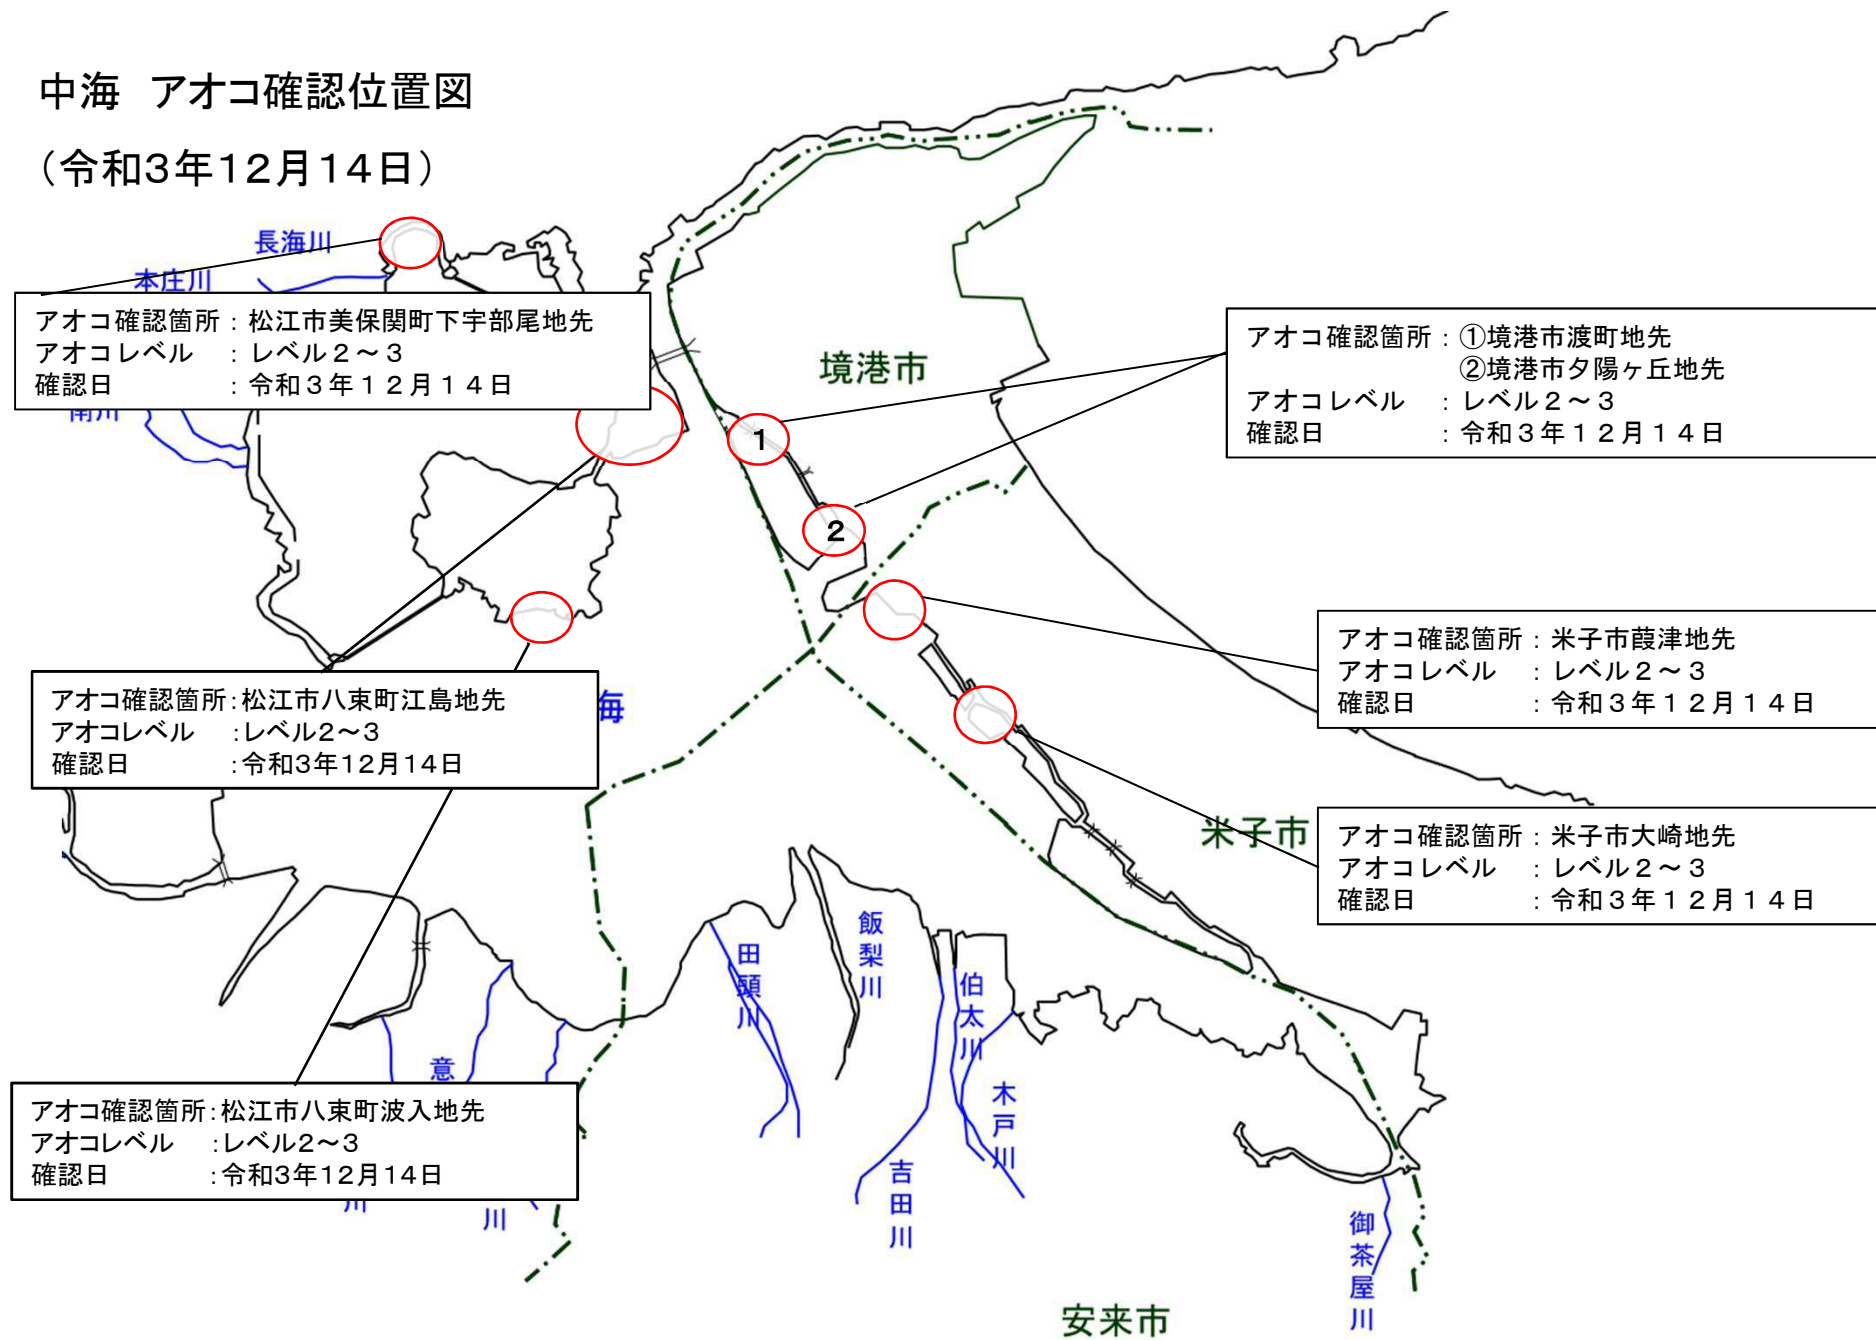 中海　アオコ確認位置図
（令和3年12月14日）
長海川
本庄川
アオコ確認箇所：松江市美保関町下宇部尾地先
アオコレベル　：レベル２～３
確認日　　　　：令和３年１２月１４日
南川
境港市
アオコ確認箇所：①境港市渡町地先
②境港市夕陽ヶ丘地先
アオコレベル　：レベル２～３
確認日　　　　：令和３年１２月１４日
1
2
アオコ確認箇所：米子市葭津地先
アオコレベル　：レベル２～３
確認日　　　　：令和３年１２月１４日
アオコ確認箇所：松江市八束町江島地先
アオコレベル　：レベル2～3
確認日　　　　：令和3年12月14日
海
米子市
アオコ確認箇所：米子市大崎地先
アオコレベル　：レベル２～３
確認日　　　　：令和３年１２月１４日
田頭川
飯梨川
伯太川
木戸川
吉田川
意
アオコ確認箇所：松江市八束町波入地先
アオコレベル　：レベル2～3
確認日　　　　：令和3年12月14日
川
川
御茶屋川
安来市